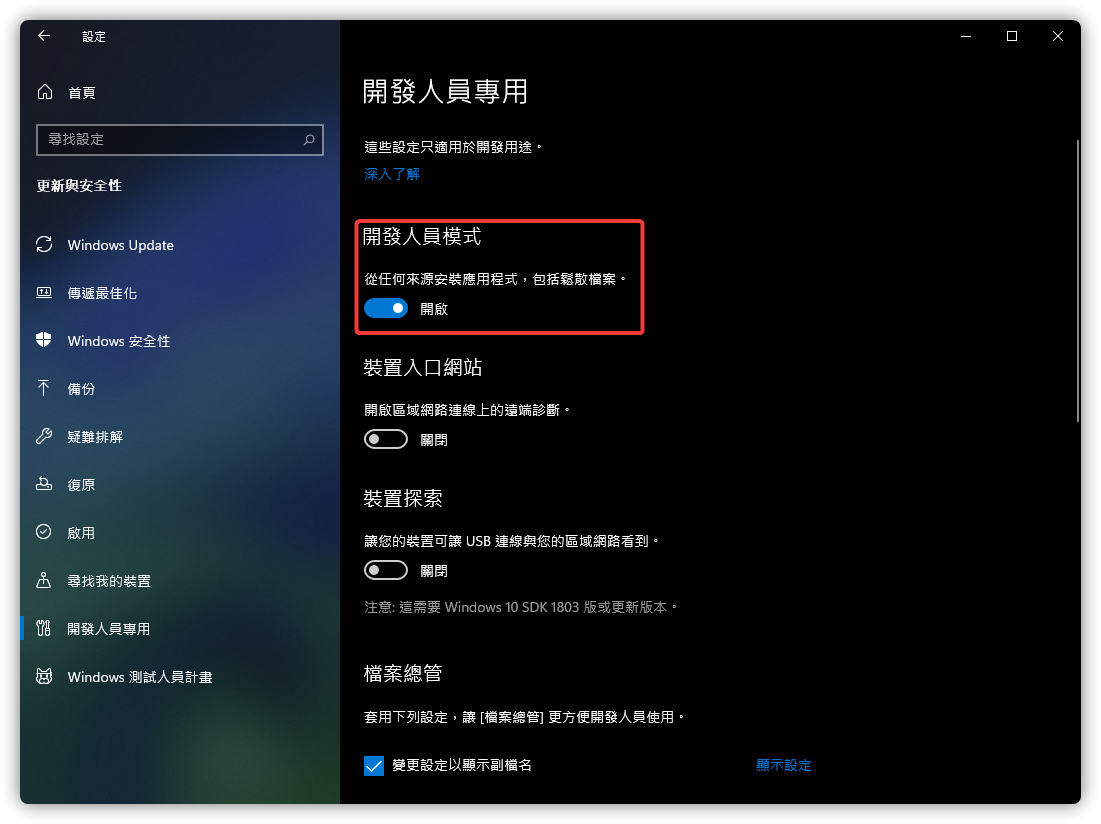 設定
首頁
尋找設定
更新與安全性
Windows Update
傳遞最佳化
Windows 安全性
備份
疑難排解
復原
啟用
尋找我的裝置
開發人員專用
Windows 測試人員計畫
開發人員專用
這些設定只適用於開發用途。
深入了解
開發人員模式
從任何來源安裝應用程式，包括鬆散檔案。
開啟
裝置入口網站
開啟區域網路連線上的遠端診斷。
關閉
裝置探索
讓您的裝置可讓 USB 連線與您的區域網路看到。
關閉
注意: 這需要 Windows 10 SDK 1803 版或更新版本。
檔案總管
套用下列設定，讓 [檔案總管] 更方便開發人員使用。
變更設定以顯示副檔名
顯示設定